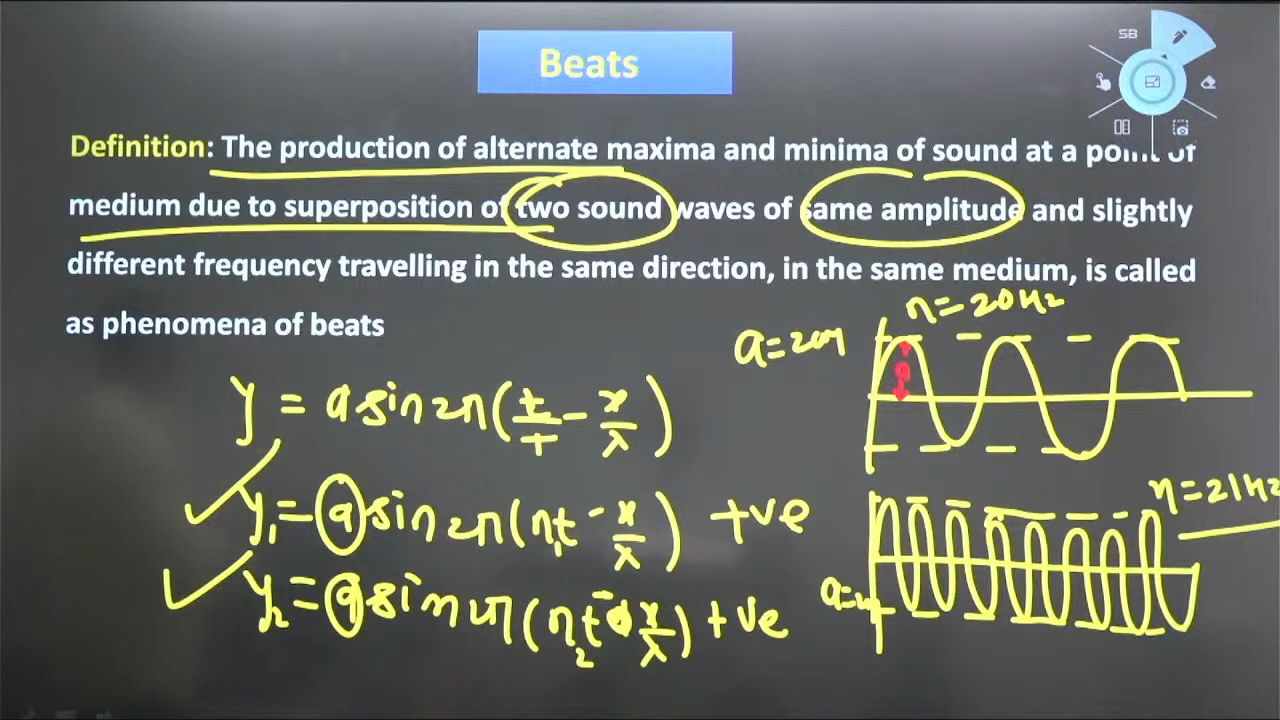 SB
Beats
Definition: The production of alternate maxima and minima of sound at a point of
medium due to superposition of two sound waves of same amplitude and slightly
different frequency travelling in the same direction, in the same medium, is called
as phenomena of beats
n=20Hz
a=2cm
a
y = a sin 2π(t/T - x/λ)
n=21Hz
y₁= a sin 2π(n₁t - x/λ) +ve
y₂= a sin 2π(n₂t - x/λ) +ve